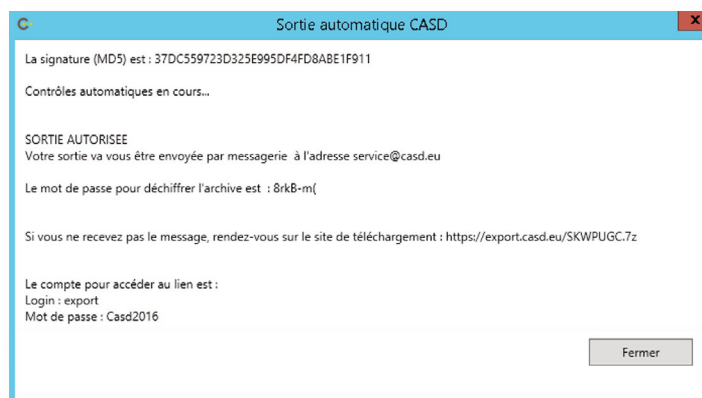 Sortie automatique CASD
La signature (MD5) est : 37DC559723D325E995DF4FD8ABE1F911
Contrôles automatiques en cours...
SORTIE AUTORISEE
Votre sortie va vous être envoyée par messagerie à l'adresse service@casd.eu
Le mot de passe pour déchiffrer l'archive est : 8rkB-m(
Si vous ne recevez pas le message, rendez-vous sur le site de téléchargement : https://export.casd.eu/SKWPUGC.7z
Le compte pour accéder au lien est :
Login : export
Mot de passe : Casd2016
Fermer